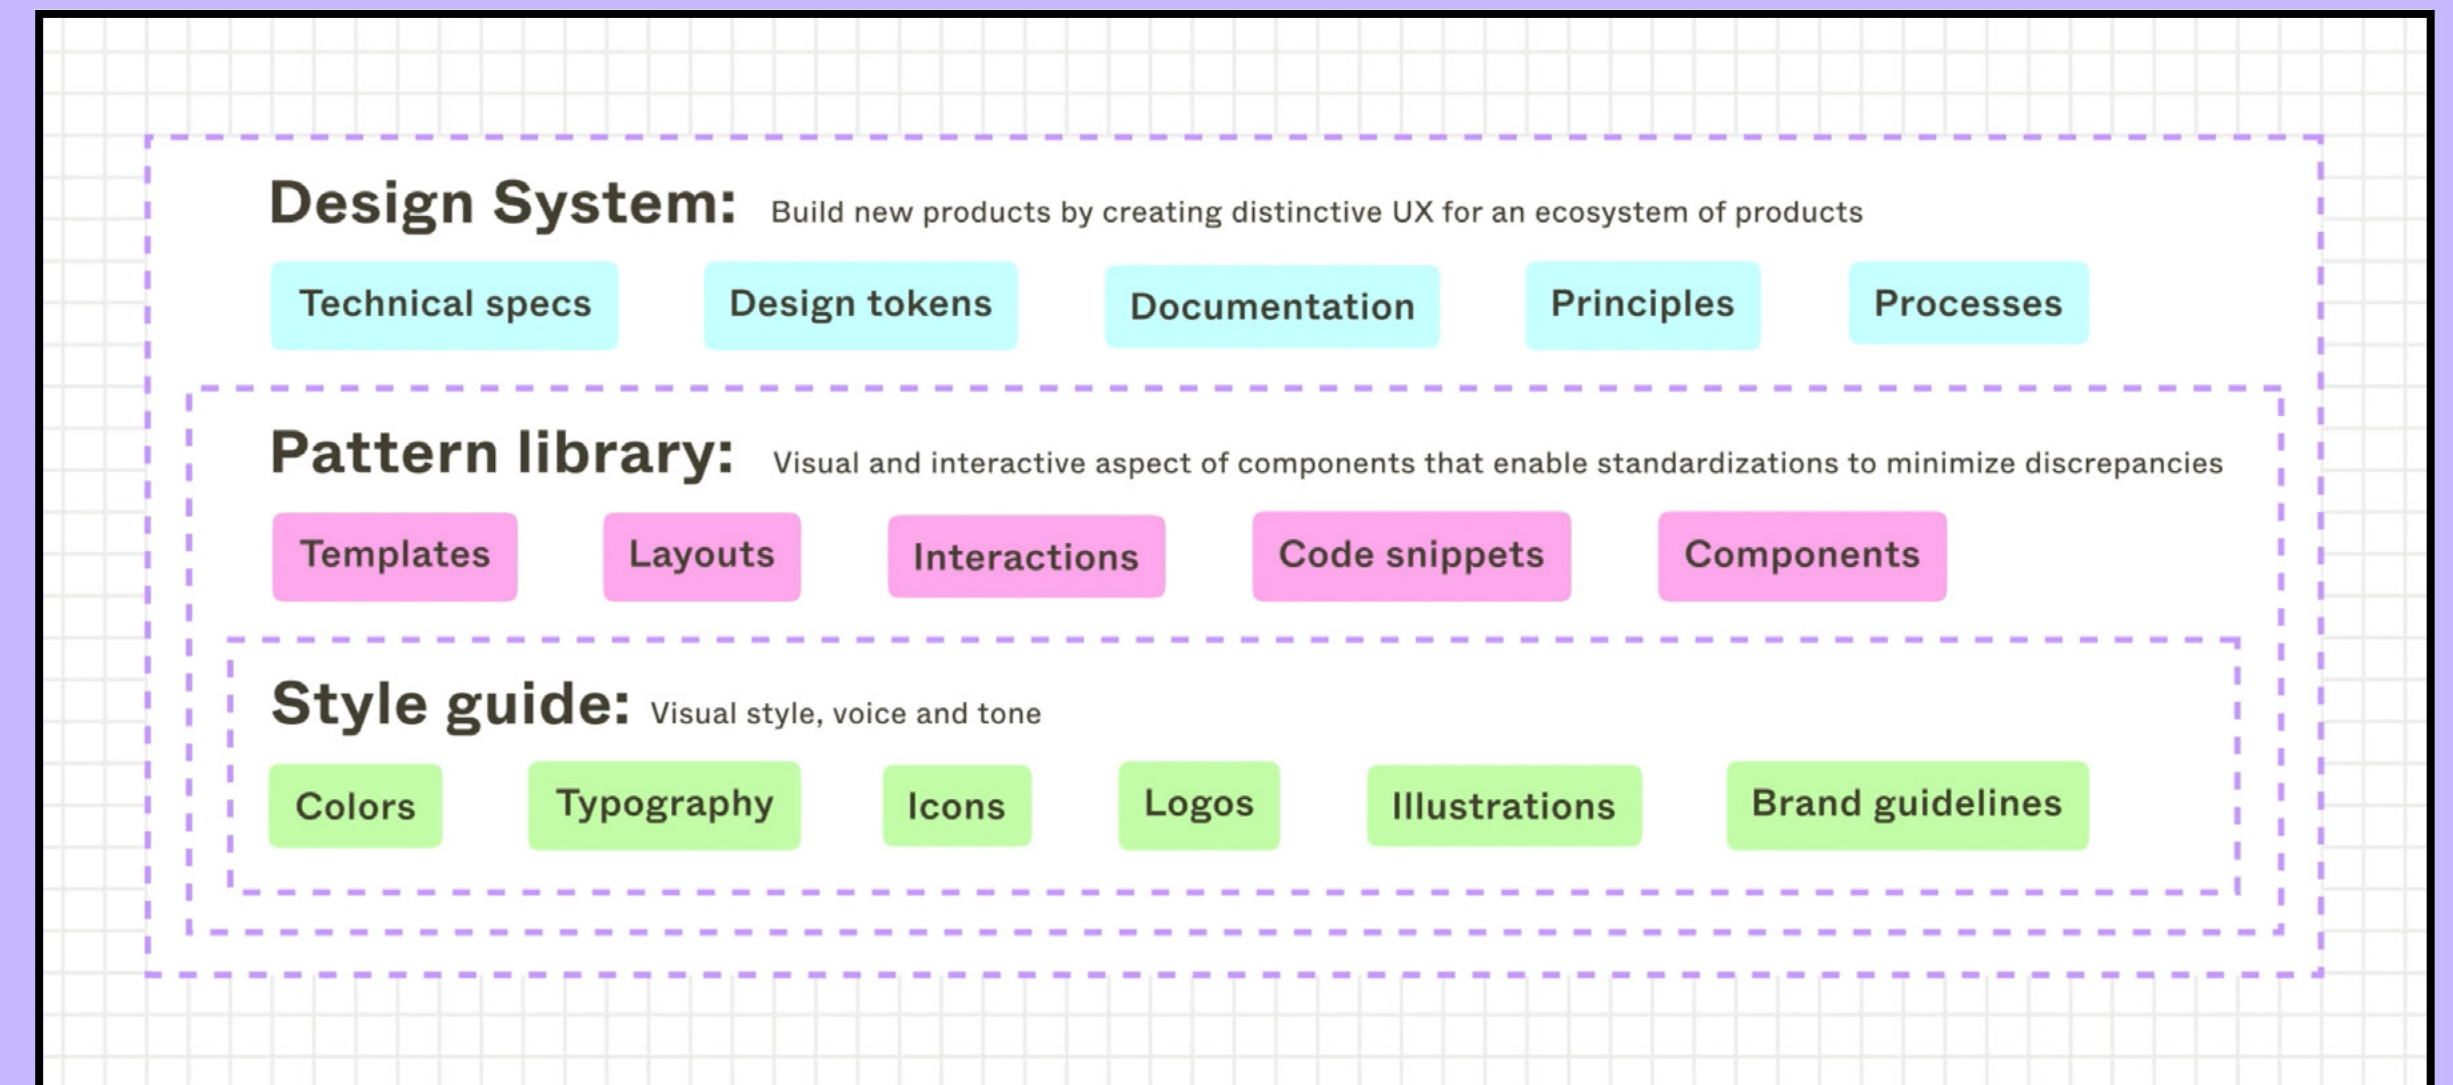 Design System: Build new products by creating distinctive UX for an ecosystem of products
Technical specs Design tokens Documentation Principles Processes
Pattern library: Visual and interactive aspect of components that enable standardizations to minimize discrepancies
Templates Layouts Interactions Code snippets Components
Style guide: Visual style, voice and tone
Colors Typography Icons Logos Illustrations Brand guidelines